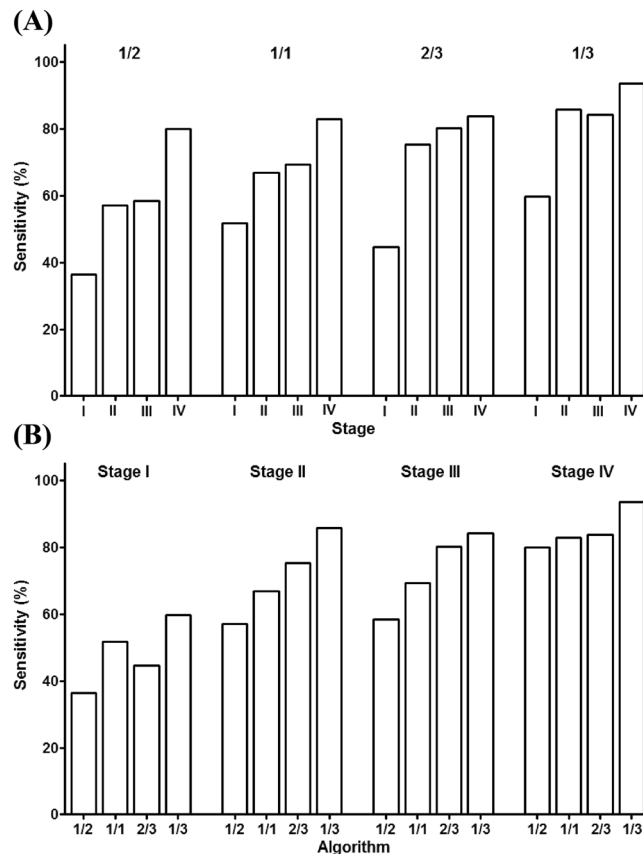 (A)
1/2 1/1 2/3 1/3
100
80
60
40
20
0
Sensitivity (%)
I II III IV I II III IV I II III IV I II III IV
Stage
(B)
Stage I Stage II Stage III Stage IV
100
80
60
40
20
0
Sensitivity (%)
1/2 1/1 2/3 1/3 1/2 1/1 2/3 1/3 1/2 1/1 2/3 1/3 1/2 1/1 2/3 1/3
Algorithm